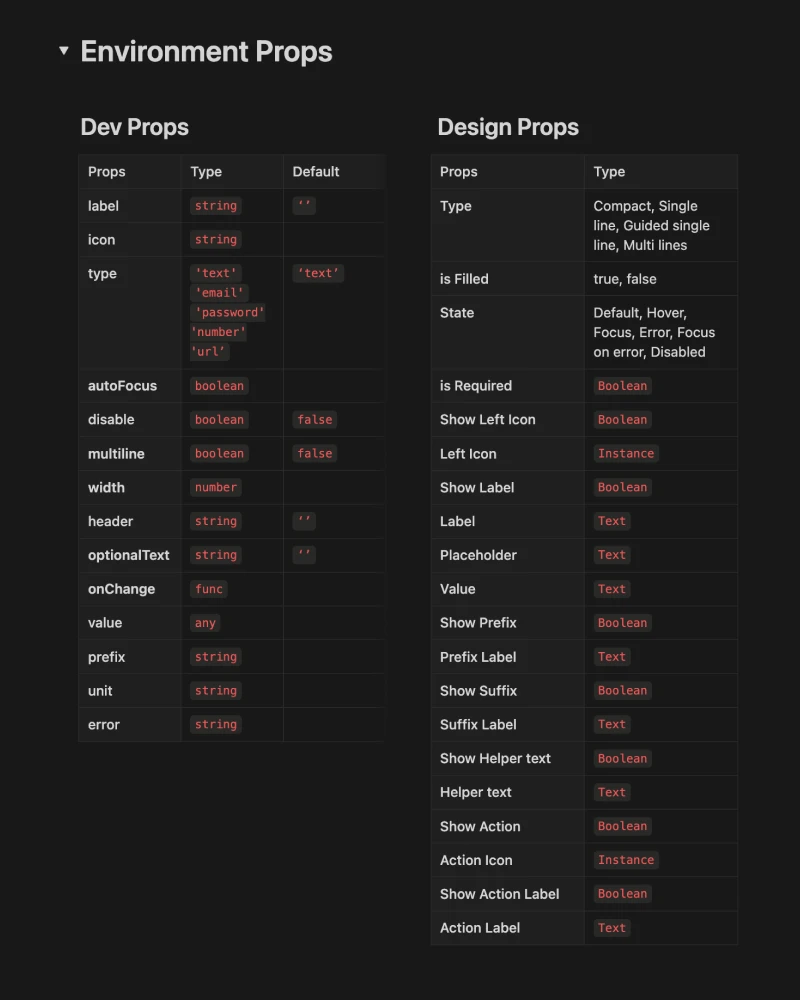 Environment Props
Dev Props
Props Type Default
label string ‘’
icon string
type 'text' ‘text’
'email'
'password'
'number'
'url’
autoFocus boolean
disable boolean false
multiline boolean false
width number
header string ‘’
optionalText string ‘’
onChange func
value any
prefix string
unit string
error string
Design Props
Props Type
Type Compact, Single
line, Guided single
line, Multi lines
is Filled true, false
State Default, Hover,
Focus, Error, Focus
on error, Disabled
is Required Boolean
Show Left Icon Boolean
Left Icon Instance
Show Label Boolean
Label Text
Placeholder Text
Value Text
Show Prefix Boolean
Prefix Label Text
Show Suffix Boolean
Suffix Label Text
Show Helper text Boolean
Helper text Text
Show Action Boolean
Action Icon Instance
Show Action Label Boolean
Action Label Text